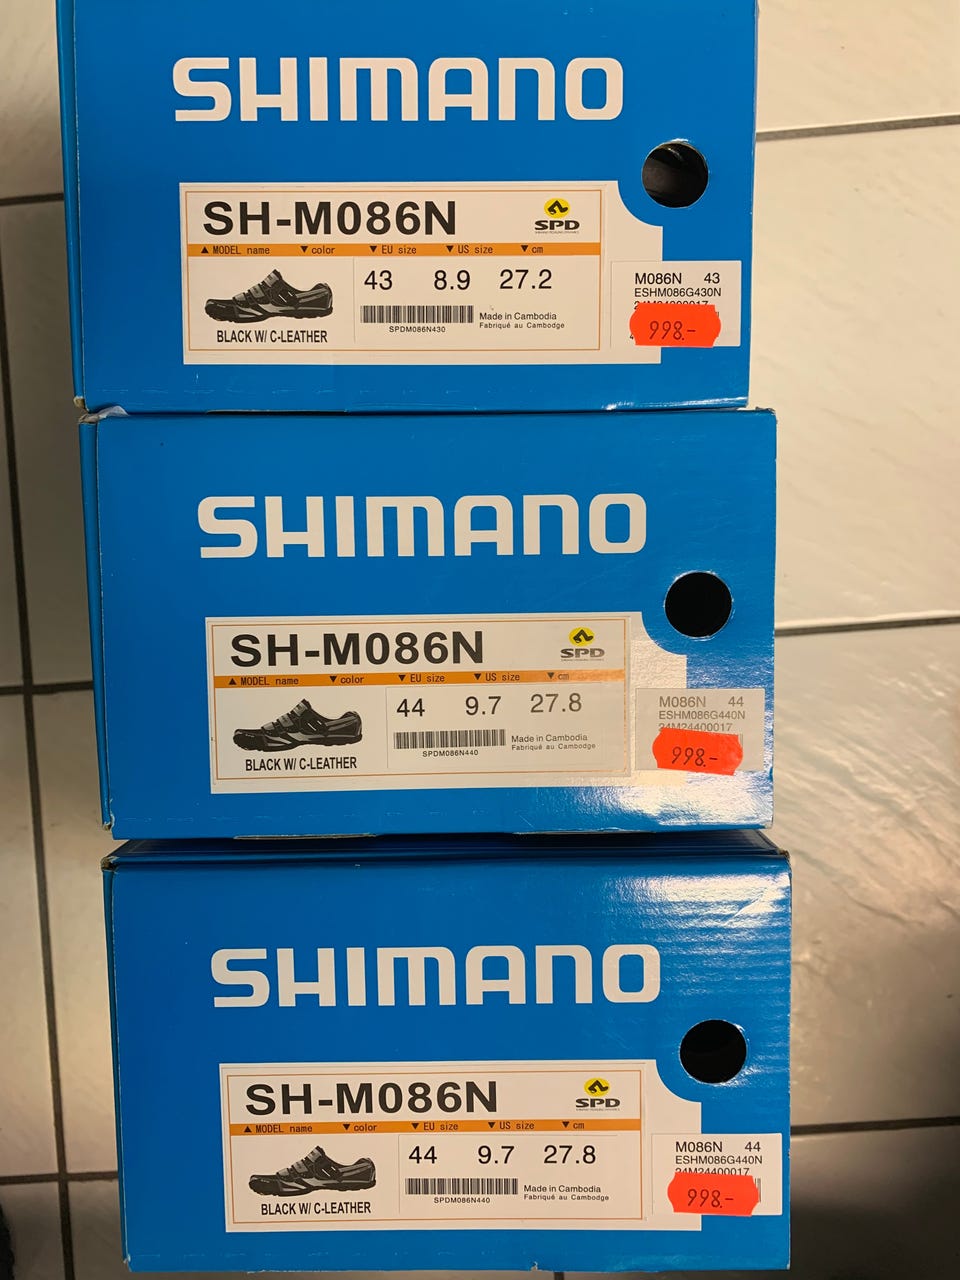 SHIMANO
SH-M086N
SPD
▲ MODEL name ▼ color ▼ EU size ▼ US size ▼ cm
43 8.9 27.2
SPDM086N430
Made in Cambodia
Fabriqué au Cambodge
BLACK W/ C-LEATHER
M086N 43
ESHM086G430N
998.-
SHIMANO
SH-M086N
SPD
▲ MODEL name ▼ color ▼ EU size ▼ US size ▼ cm
44 9.7 27.8
SPDM086N440
Made in Cambodia
Fabriqué au Cambodge
BLACK W/ C-LEATHER
M086N 44
ESHM086G440N
24M24400017
998.-
SHIMANO
SH-M086N
SPD
▲ MODEL name ▼ color ▼ EU size ▼ US size ▼ cm
44 9.7 27.8
SPDM086N440
Made in Cambodia
Fabriqué au Cambodge
BLACK W/ C-LEATHER
M086N 44
ESHM086G440N
24M24400017
998.-